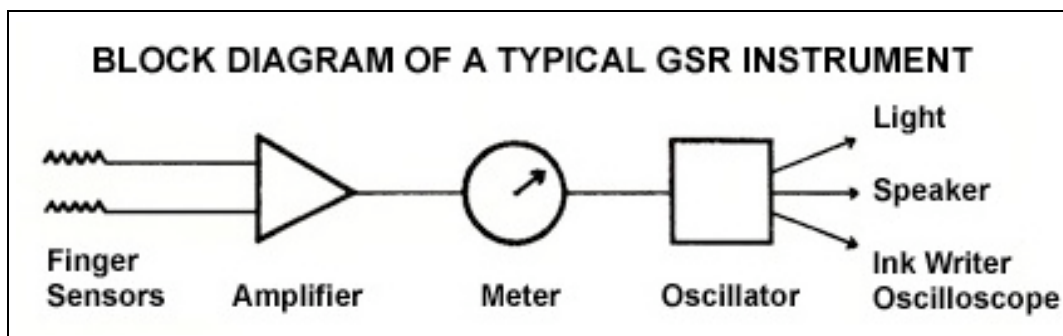 BLOCK DIAGRAM OF A TYPICAL GSR INSTRUMENT
Light
Speaker
Ink Writer
Oscilloscope
Finger
Sensors
Amplifier
Meter
Oscillator